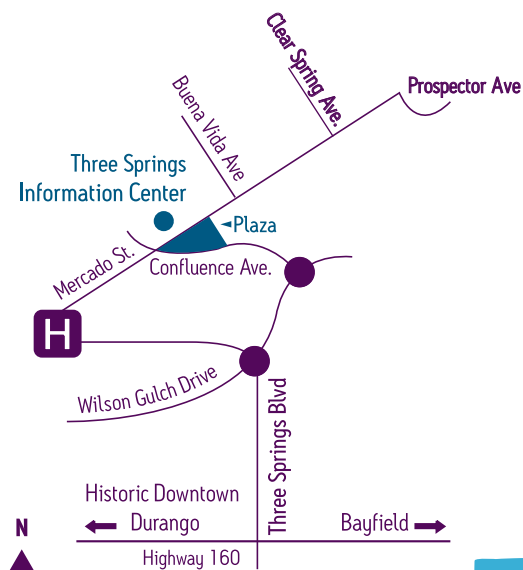 Clear Spring Ave.
Prospector Ave
Buena Vida Ave
Three Springs
Information Center
Plaza
Mercado St.
Confluence Ave.
H
Wilson Gulch Drive
Three Springs Blvd
Historic Downtown
Durango
Bayfield
N
Highway 160